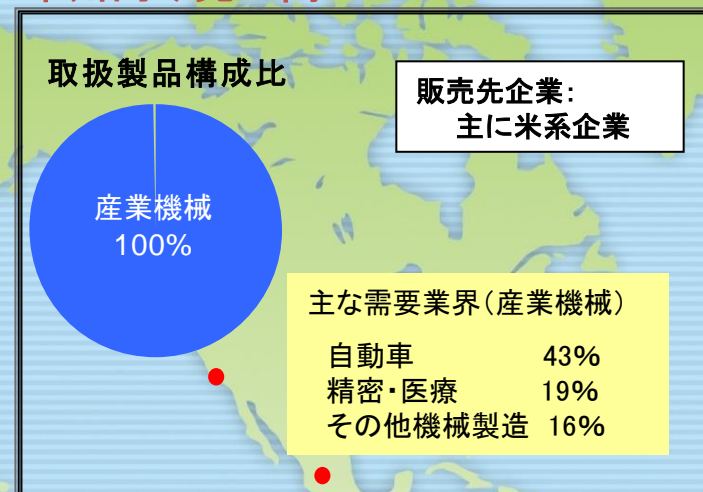 取扱製品構成比
販売先企業:
主に米系企業
産業機械
100%
主な需要業界(産業機械)
自動車 43%
精密・医療 19%
その他機械製造 16%